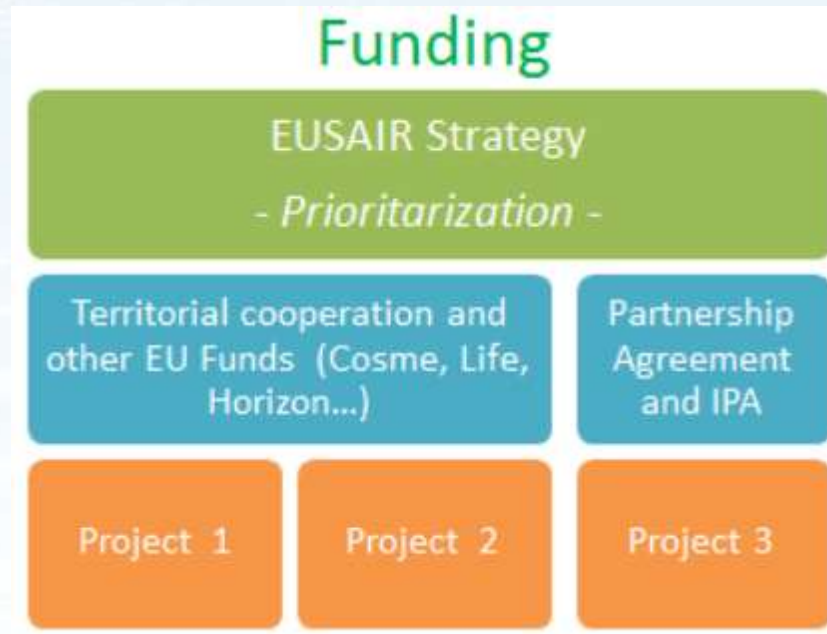 Funding
EUSAIR Strategy
- Prioritarization -
Territorial cooperation and
other EU Funds (Cosme, Life,
Horizon...)
Partnership
Agreement
and IPA
Project 1
Project 2
Project 3